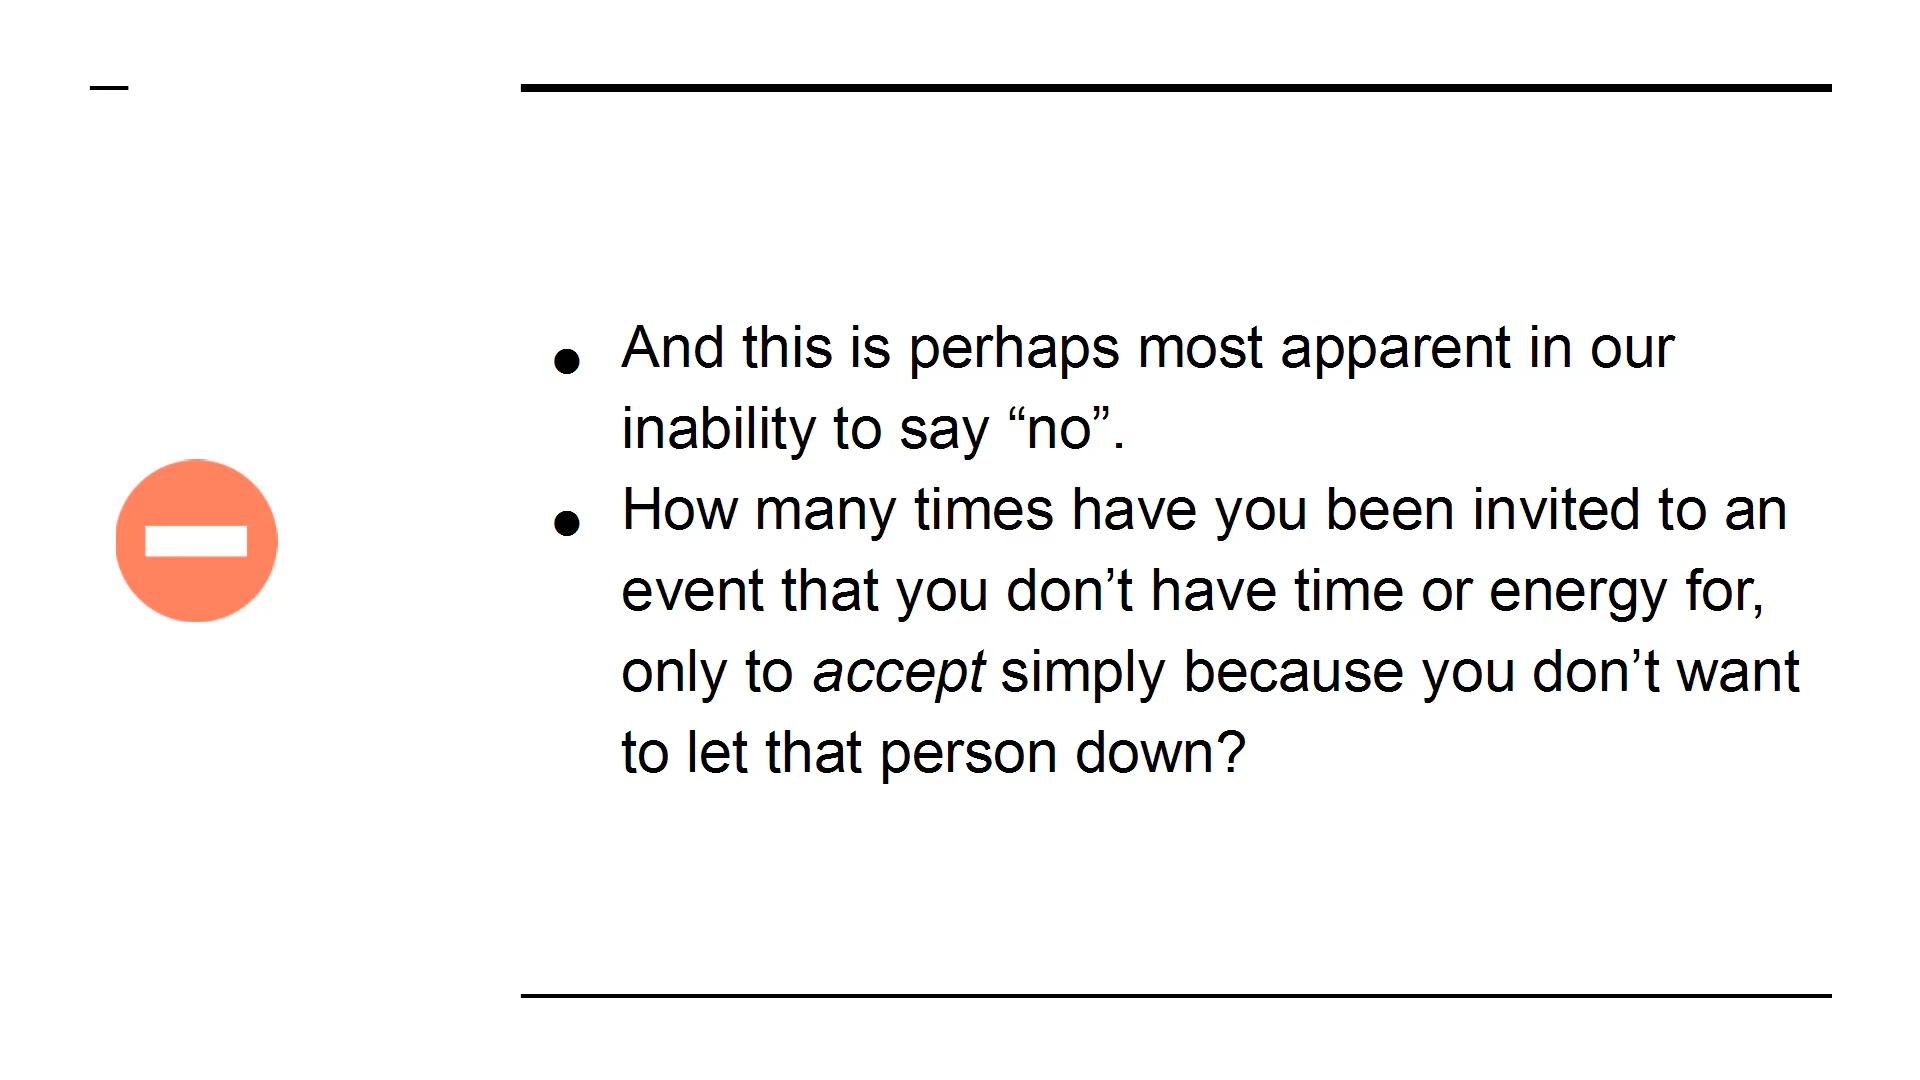 ● And this is perhaps most apparent in our
inability to say “no”.
● How many times have you been invited to an
event that you don’t have time or energy for,
only to accept simply because you don’t want
to let that person down?